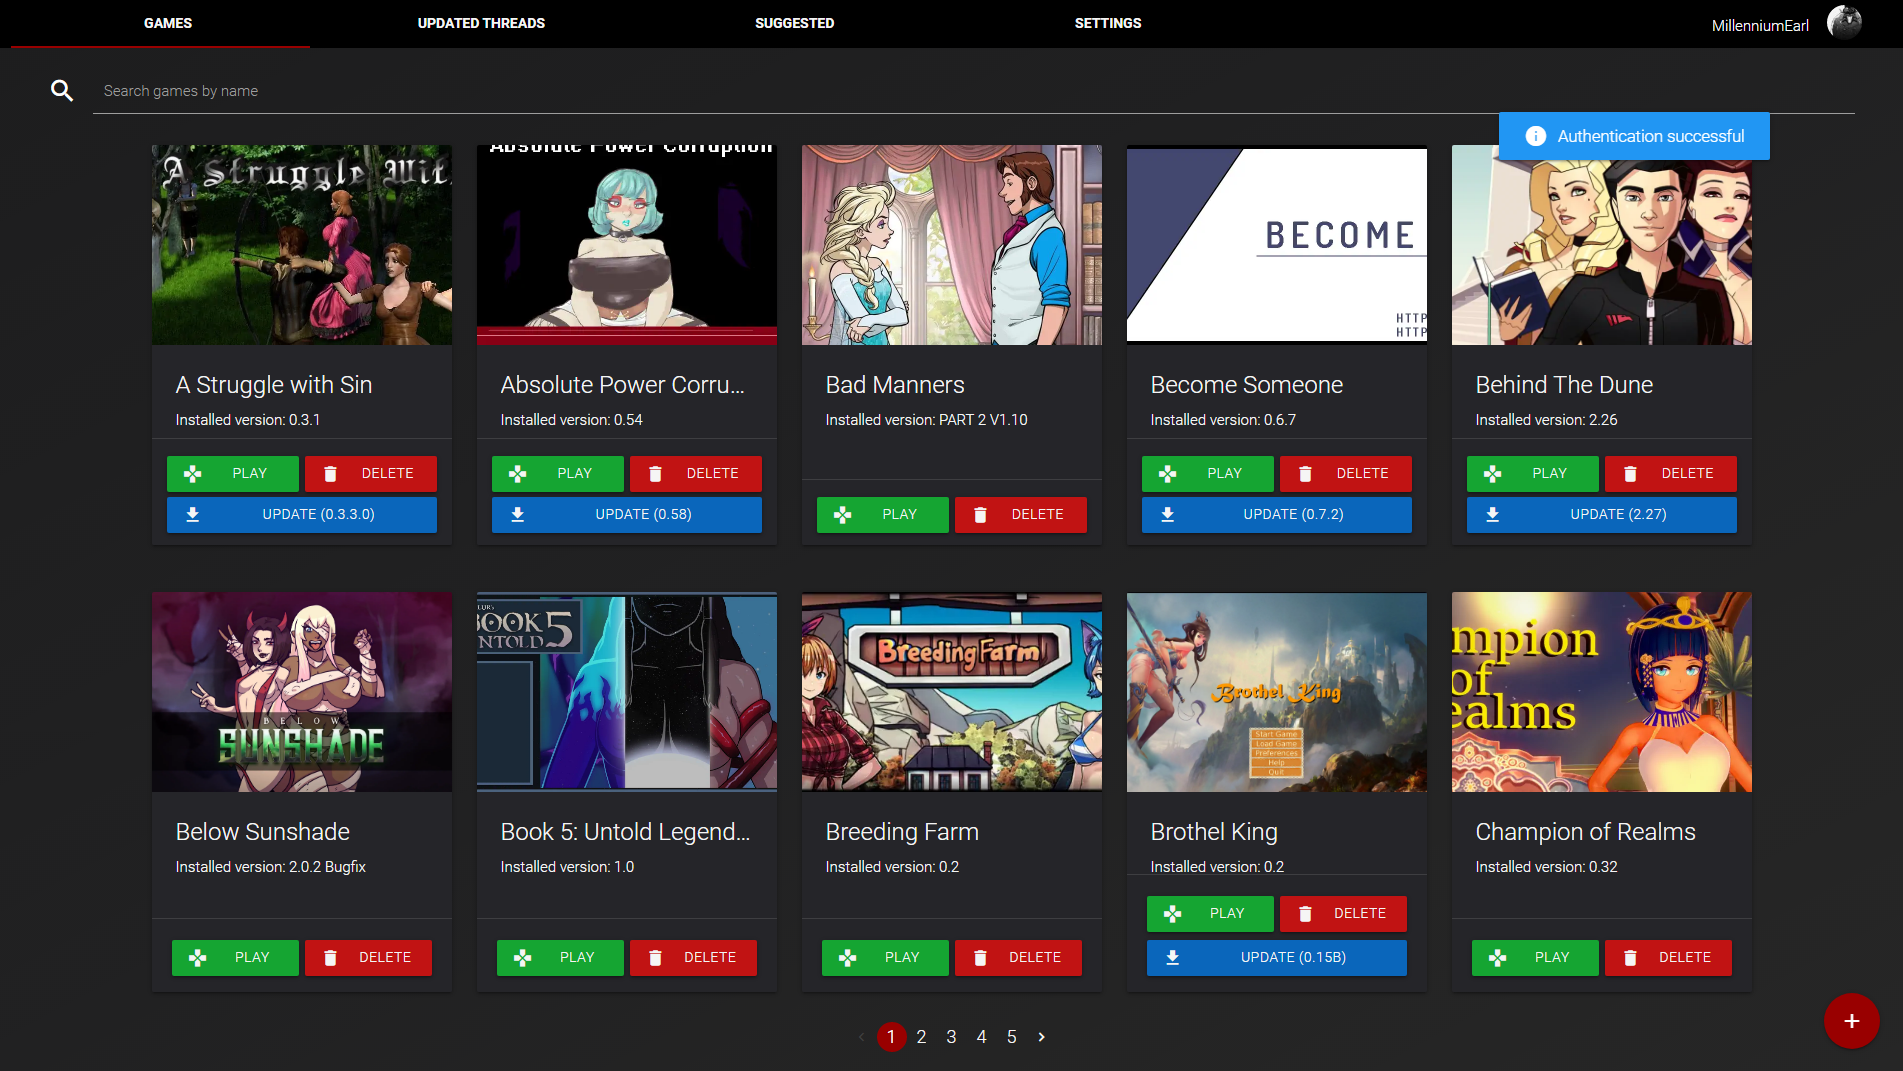 GAMES
UPDATED THREADS
SUGGESTED
SETTINGS
MillenniumEarl
Search games by name
Authentication successful
A Struggle Wit
Absolute Power Corruption
BECOME
HTTP
HTTP
A Struggle with Sin
Installed version: 0.3.1
PLAY
DELETE
UPDATE (0.3.3.0)
Absolute Power Corru...
Installed version: 0.54
PLAY
DELETE
UPDATE (0.58)
Bad Manners
Installed version: PART 2 V1.10
PLAY
DELETE
Become Someone
Installed version: 0.6.7
PLAY
DELETE
UPDATE (0.7.2)
Behind The Dune
Installed version: 2.26
PLAY
DELETE
UPDATE (2.27)
BELOW
SUNSHADE
BOOK 5
NTOLD
Breeding Farm
Brothel King
Start Game
Load Game
Preferences
Help
Quit
mpion
of
ealms
Below Sunshade
Installed version: 2.0.2 Bugfix
PLAY
DELETE
Book 5: Untold Legend...
Installed version: 1.0
PLAY
DELETE
Breeding Farm
Installed version: 0.2
PLAY
DELETE
Brothel King
Installed version: 0.2
PLAY
DELETE
UPDATE (0.15B)
Champion of Realms
Installed version: 0.32
PLAY
DELETE
1 2 3 4 5